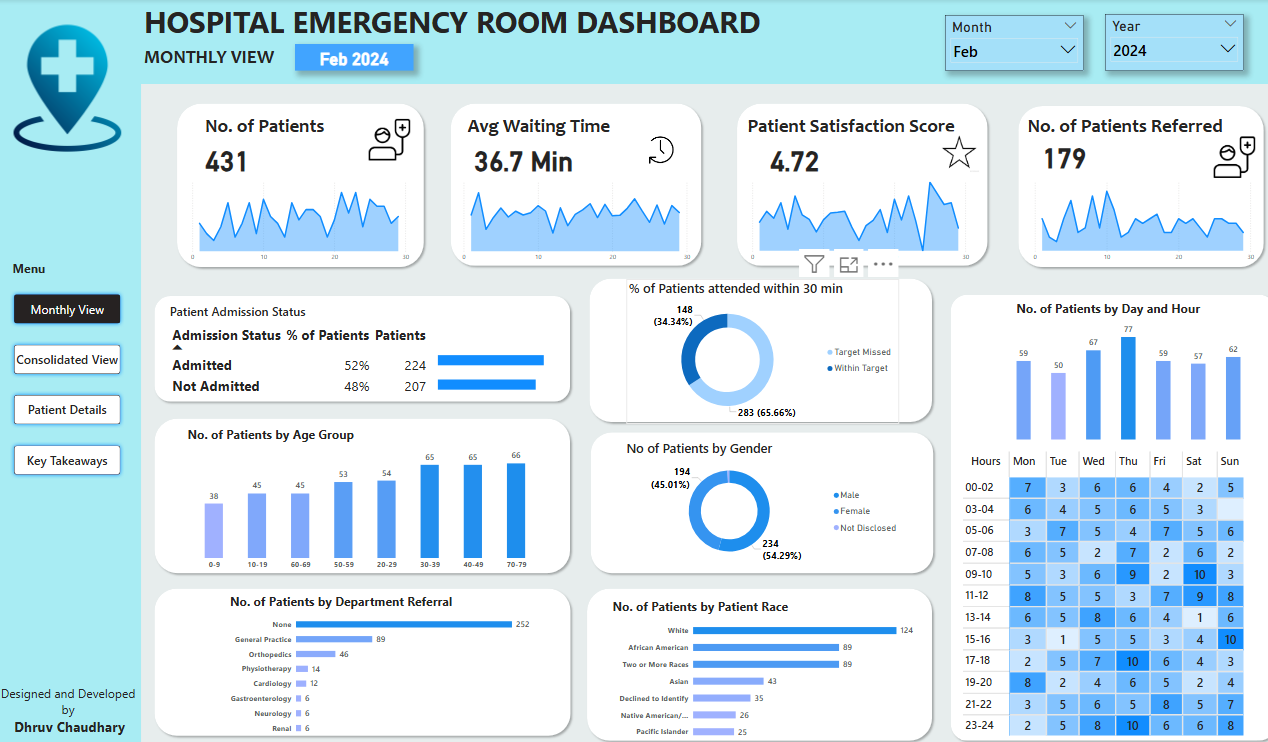 HOSPITAL EMERGENCY ROOM DASHBOARD
MONTHLY VIEW
Feb 2024
Month
Feb
Year
2024
No. of Patients
431
0 10 20 30
Avg Waiting Time
36.7 Min
0 10 20 30
Patient Satisfaction Score
4.72
0 30
No. of Patients Referred
179
0 10 20 30
Menu
Monthly View
Consolidated View
Patient Details
Key Takeaways
Designed and Developed
by
Dhruv Chaudhary
Patient Admission Status
Admission Status % of Patients Patients
Admitted 52% 224
Not Admitted 48% 207
% of Patients attended within 30 min
148
(34.34%)
283 (65.66%)
Target Missed
Within Target
No. of Patients by Age Group
38 45 45 53 54 65 65 66
0-9 10-19 60-69 50-59 20-29 30-39 40-49 70-79
No of Patients by Gender
194
(45.01%)
234
(54.29%)
Male
Female
Not Disclosed
No. of Patients by Department Referral
None 252
General Practice 89
Orthopedics 46
Physiotherapy 14
Cardiology 12
Gastroenterology 6
Neurology 6
Renal 6
No. of Patients by Patient Race
White 124
African American 89
Two or More Races 89
Asian 43
Declined to Identify 35
Native American/... 26
Pacific Islander 25
No. of Patients by Day and Hour
59 50 67 77 59 57 62
Hours Mon Tue Wed Thu Fri Sat Sun
00-02 7 3 6 6 4 2 5
03-04 6 4 5 6 5 3
05-06 3 7 5 4 7 5 6
07-08 6 5 2 7 2 6 2
09-10 5 3 6 9 2 10 3
11-12 8 5 5 3 7 9 8
13-14 6 5 8 6 4 1 6
15-16 3 1 5 5 3 4 10
17-18 2 5 7 10 6 4 3
19-20 8 2 4 6 5 2 4
21-22 3 5 6 5 8 5 7
23-24 2 5 8 10 6 6 8